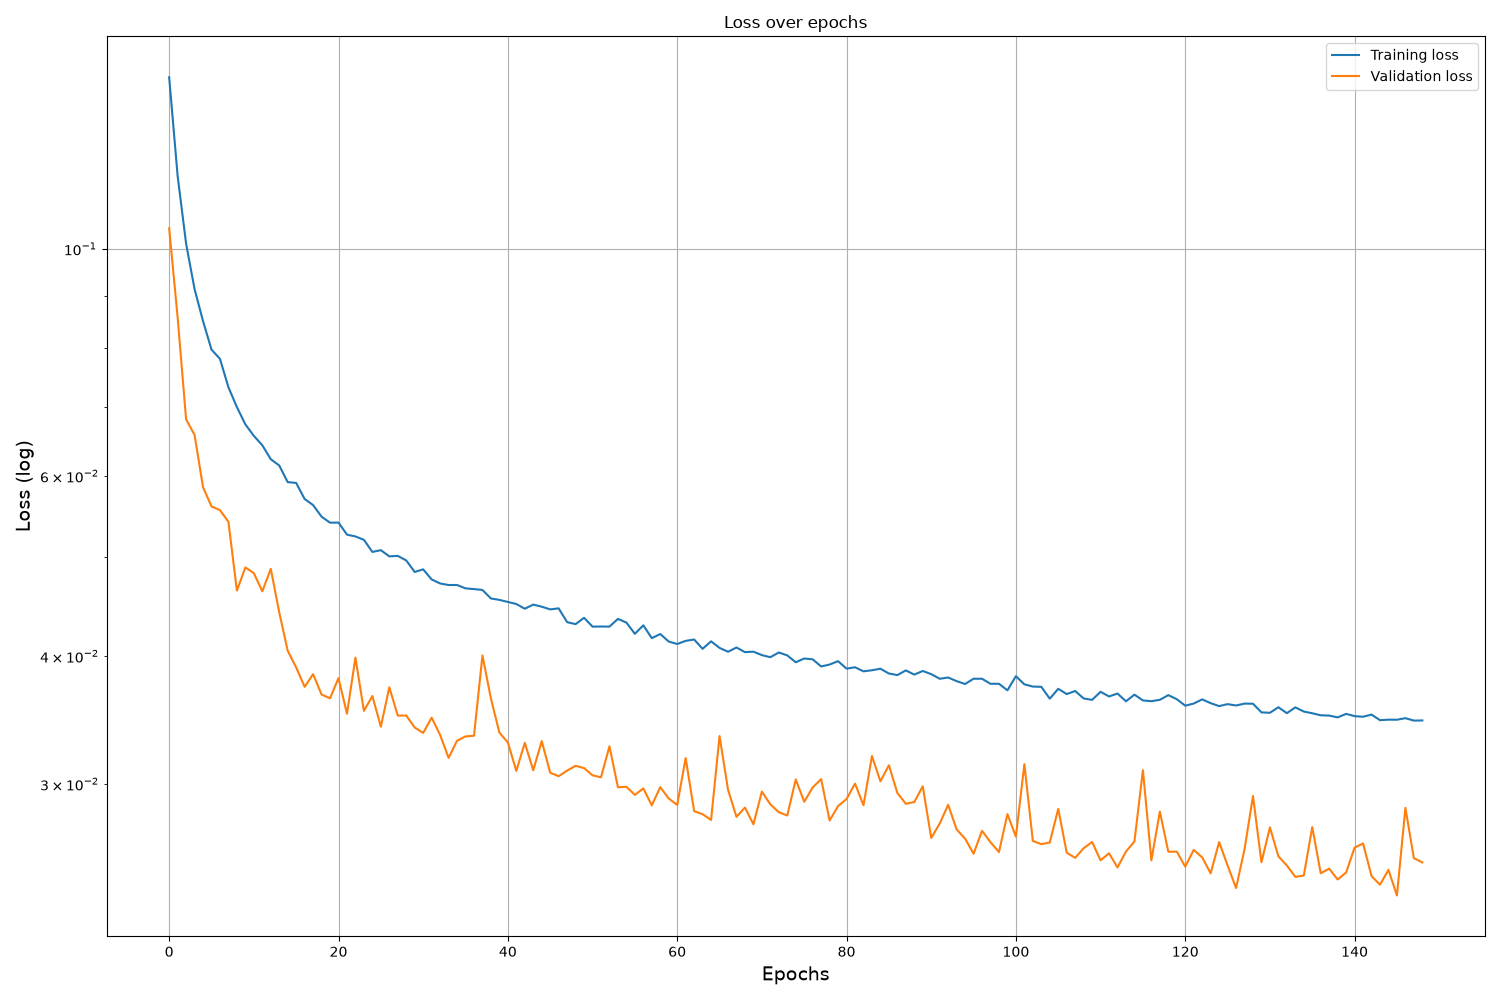 Loss over epochs
Training loss
Validation loss
10⁻¹
6 × 10⁻²
4 × 10⁻²
3 × 10⁻²
Loss (log)
0 20 40 60 80 100 120 140
Epochs